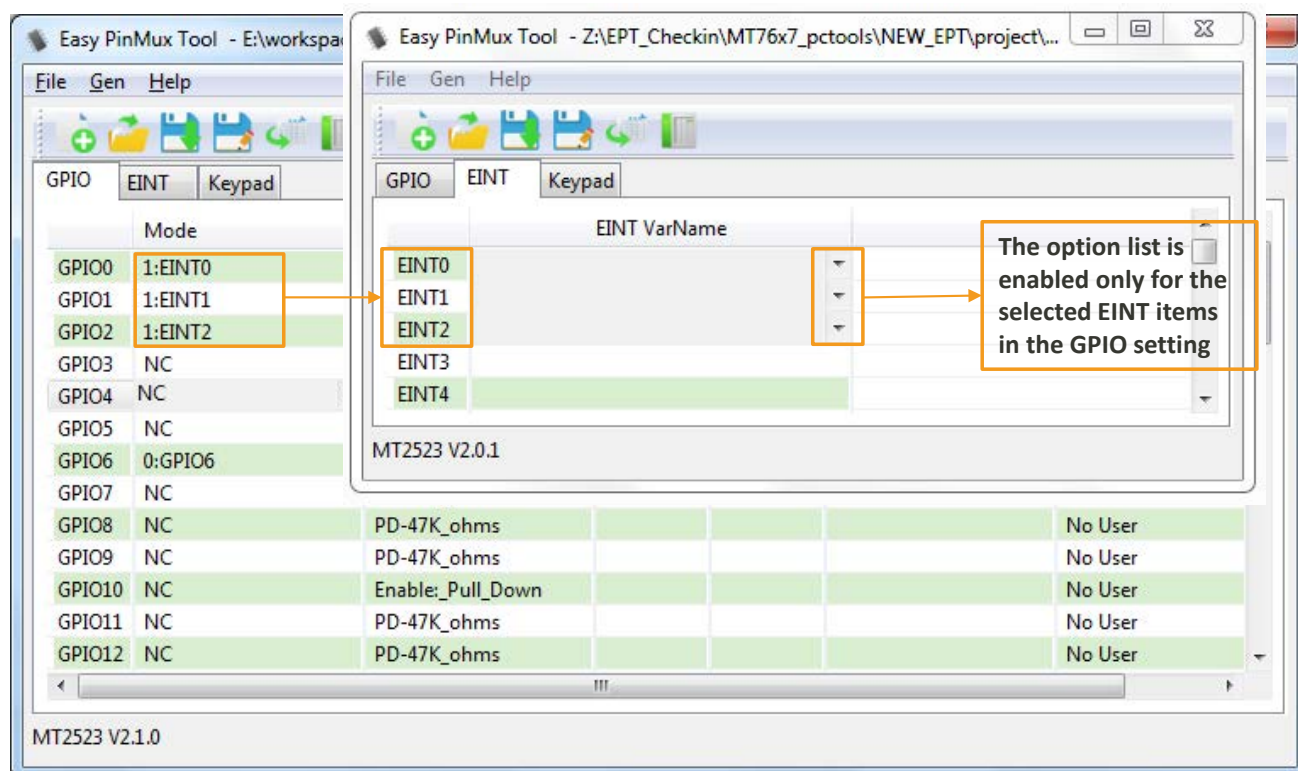 Easy PinMux Tool - E:\workspa
File Gen Help
GPIO EINT Keypad
Mode
GPIO0 1:EINT0
GPIO1 1:EINT1
GPIO2 1:EINT2
GPIO3 NC
GPIO4 NC
GPIO5 NC
GPIO6 0:GPIO6
GPIO7 NC
GPIO8 NC PD-47K_ohms No User
GPIO9 NC PD-47K_ohms No User
GPIO10 NC Enable:_Pull_Down No User
GPIO11 NC PD-47K_ohms No User
GPIO12 NC PD-47K_ohms No User
MT2523 V2.1.0
Easy PinMux Tool - Z:\EPT_Checkin\MT76x7_pctools\NEW_EPT\project\...
File Gen Help
GPIO EINT Keypad
EINT VarName
EINT0
EINT1
EINT2
EINT3
EINT4
MT2523 V2.0.1
The option list is
enabled only for the
selected EINT items
in the GPIO setting